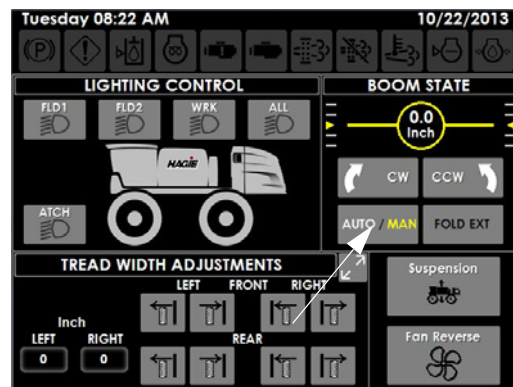 Tuesday 08:22 AM 10/22/2013
(P)
LIGHTING CONTROL
FLD1 FLD2 WRK ALL
HAGIE
ATCH
BOOM STATE
0.0
Inch
CW CCW
AUTO / MAN FOLD EXT
TREAD WIDTH ADJUSTMENTS
LEFT FRONT RIGHT
Inch
LEFT RIGHT REAR
0 0
Suspension
Fan Reverse